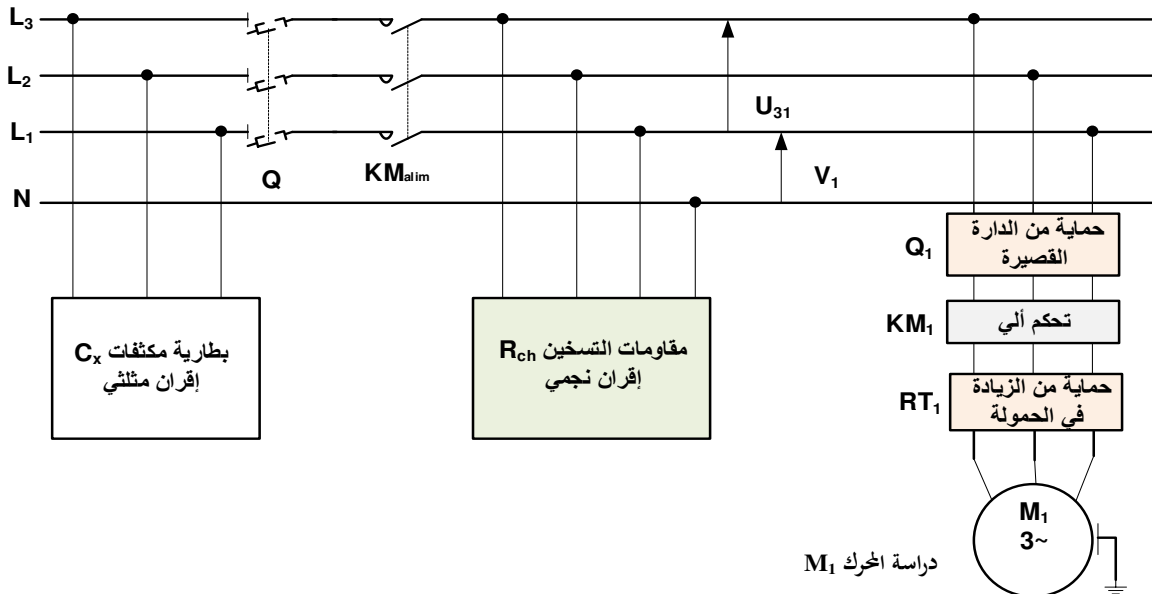 L3
L2
L1
N
Q
KMalim
U31
V1
بطارية مكثفات Cx
إقران مثلثي
مقاومات التسخين Rch
إقران نجمي
Q1
حماية من الدارة
القصيرة
KM1
تحكم ألي
RT1
حماية من الزيادة
في الحمولة
M1
3~
دراسة المحرك M1